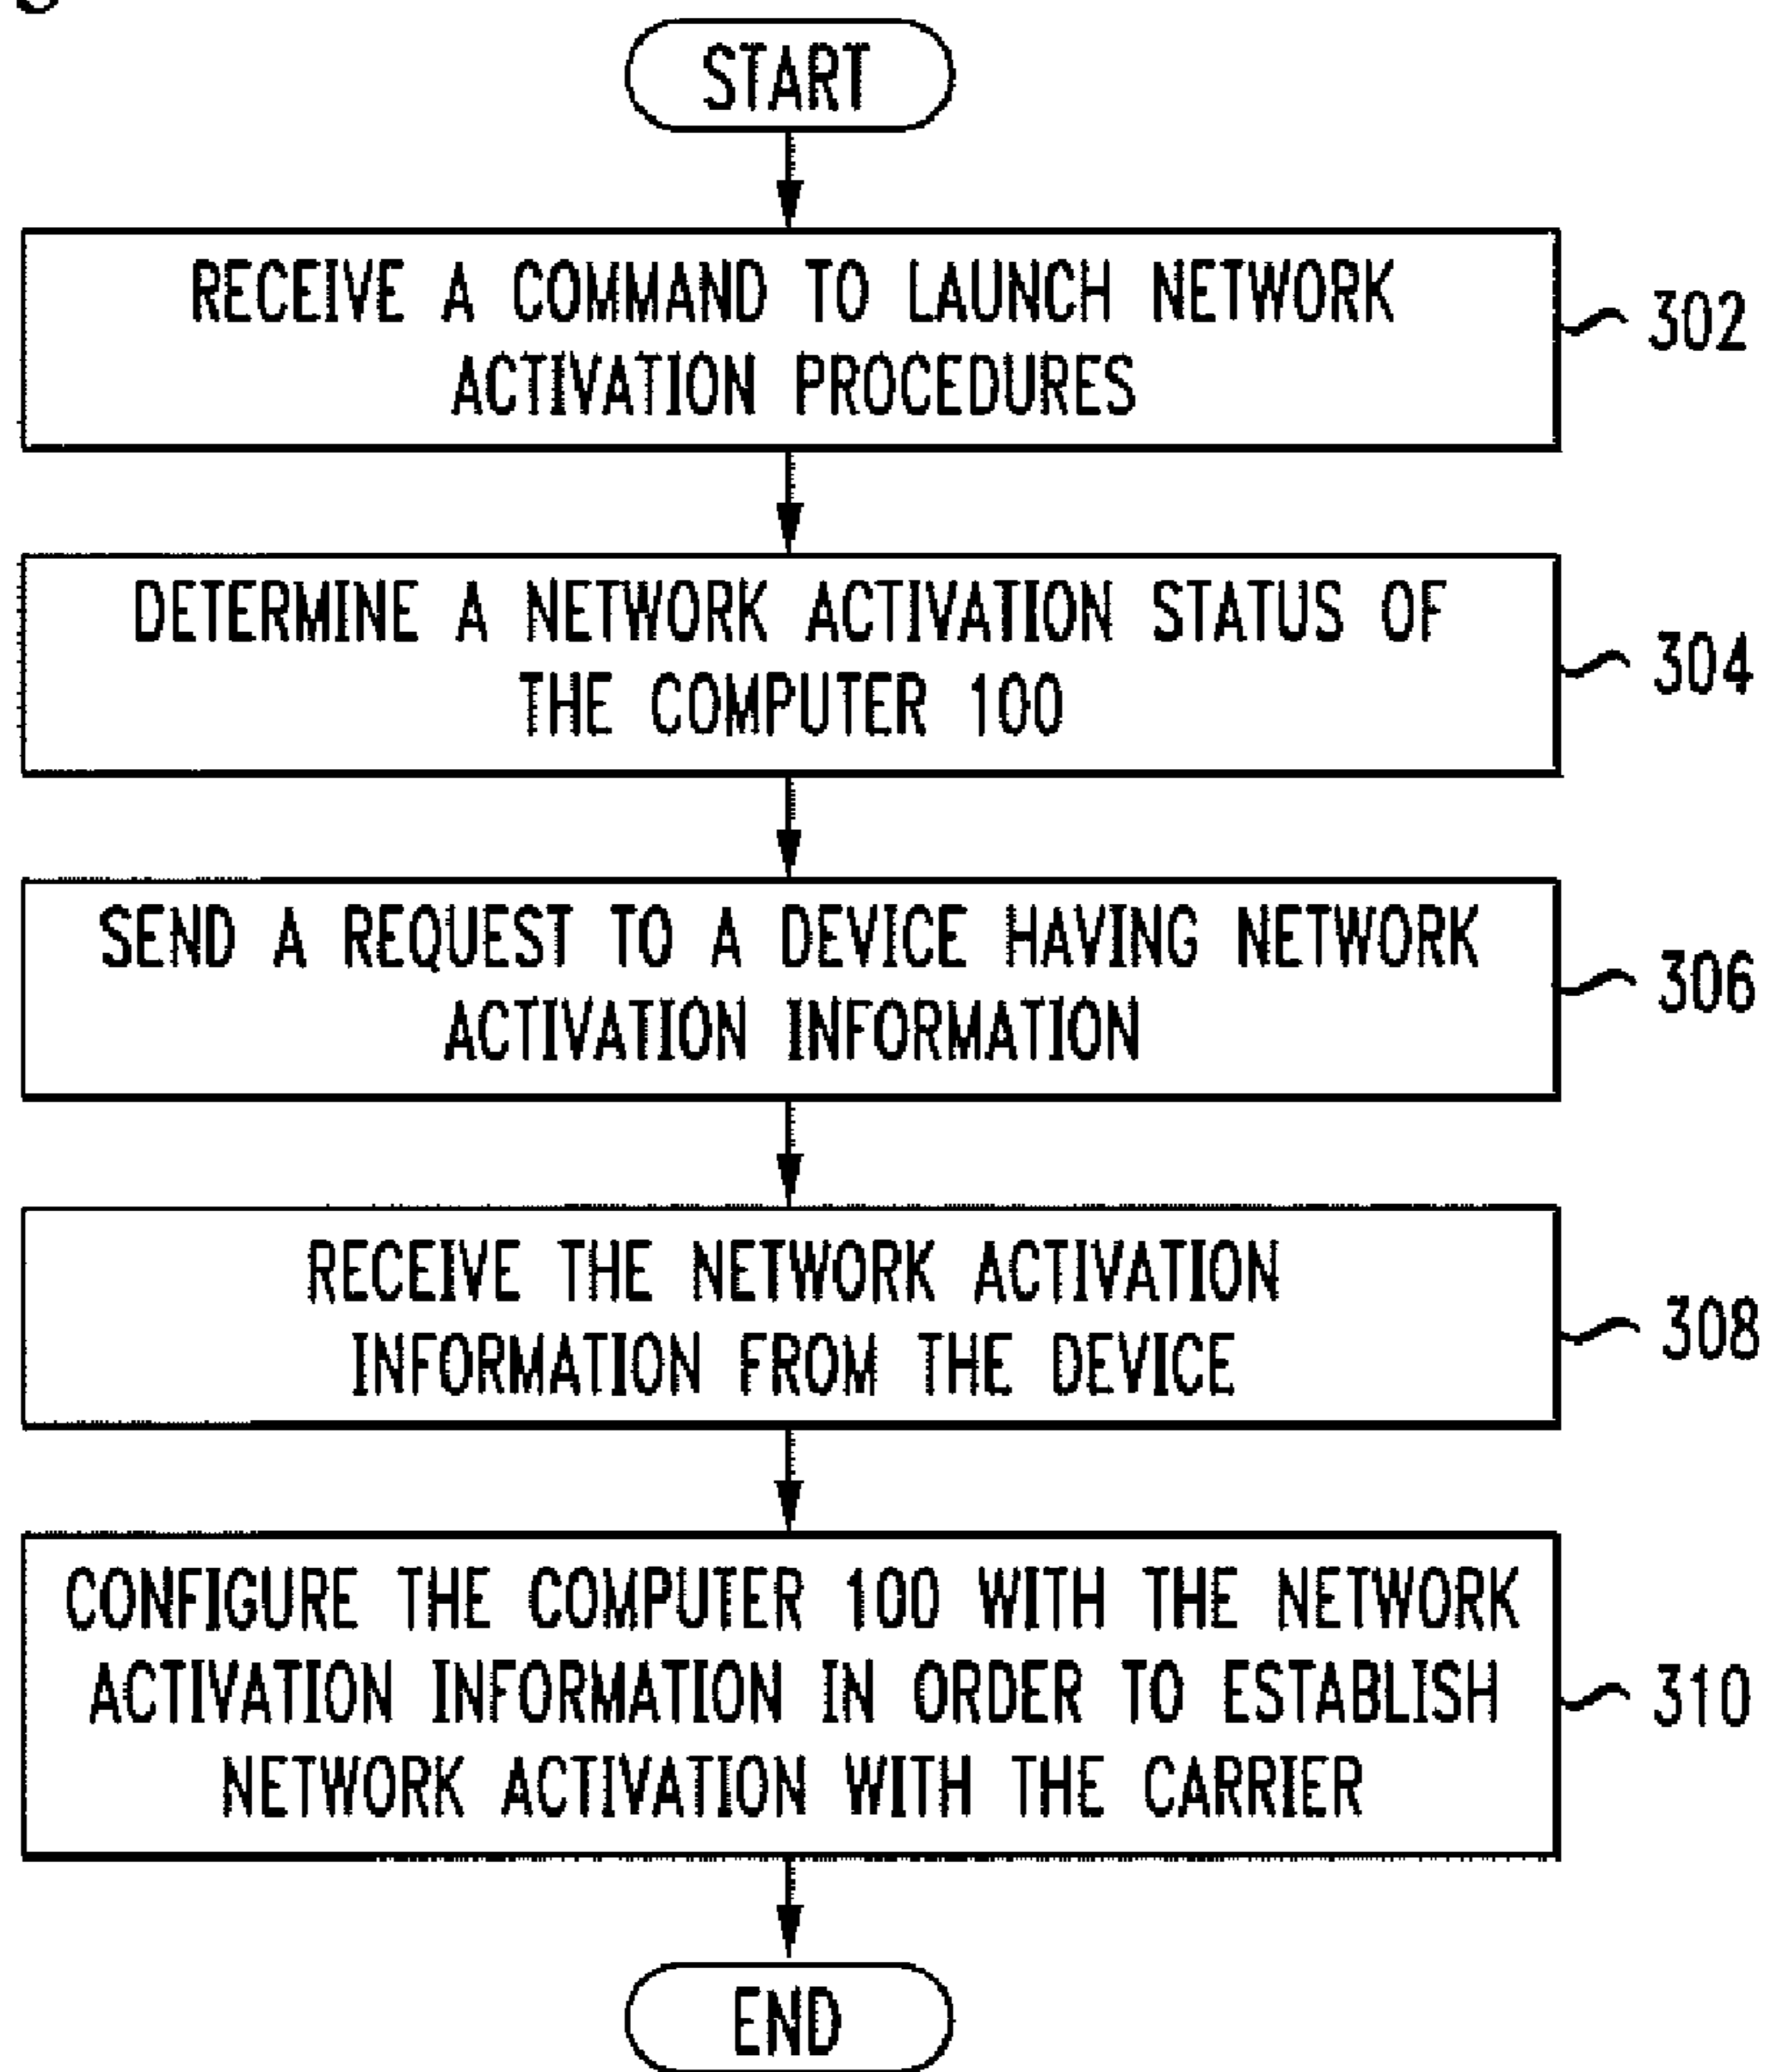 START
RECEIVE A COMMAND TO LAUNCH NETWORK
ACTIVATION PROCEDURES
302
DETERMINE A NETWORK ACTIVATION STATUS OF
THE COMPUTER 100
304
SEND A REQUEST TO A DEVICE HAVING NETWORK
ACTIVATION INFORMATION
306
RECEIVE THE NETWORK ACTIVATION
INFORMATION FROM THE DEVICE
308
CONFIGURE THE COMPUTER 100 WITH THE NETWORK
ACTIVATION INFORMATION IN ORDER TO ESTABLISH
NETWORK ACTIVATION WITH THE CARRIER
310
END